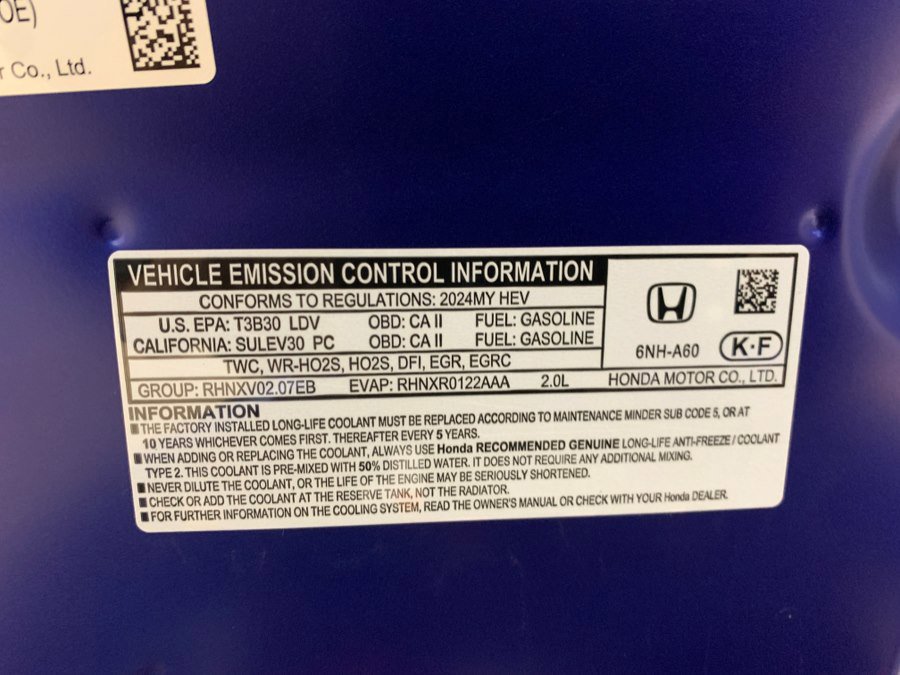 OE)
r Co., Ltd.
VEHICLE EMISSION CONTROL INFORMATION
CONFORMS TO REGULATIONS: 2024MY HEV
U.S. EPA: T3B30 LDV OBD: CA II FUEL: GASOLINE
CALIFORNIA: SULEV30 PC OBD: CA II FUEL: GASOLINE
TWC, WR-HO2S, HO2S, DFI, EGR, EGRC
6NH-A60 K·F
GROUP: RHNXV02.07EB EVAP: RHNXR0122AAA 2.0L HONDA MOTOR CO., LTD.
INFORMATION
■ THE FACTORY INSTALLED LONG-LIFE COOLANT MUST BE REPLACED ACCORDING TO MAINTENANCE MINDER SUB CODE 5, OR AT
10 YEARS WHICHEVER COMES FIRST. THEREAFTER EVERY 5 YEARS.
■ WHEN ADDING OR REPLACING THE COOLANT, ALWAYS USE Honda RECOMMENDED GENUINE LONG-LIFE ANTI-FREEZE / COOLANT
TYPE 2. THIS COOLANT IS PRE-MIXED WITH 50% DISTILLED WATER. IT DOES NOT REQUIRE ANY ADDITIONAL MIXING.
■ NEVER DILUTE THE COOLANT, OR THE LIFE OF THE ENGINE MAY BE SERIOUSLY SHORTENED.
■ CHECK OR ADD THE COOLANT AT THE RESERVE TANK, NOT THE RADIATOR.
■ FOR FURTHER INFORMATION ON THE COOLING SYSTEM, READ THE OWNER'S MANUAL OR CHECK WITH YOUR Honda DEALER.